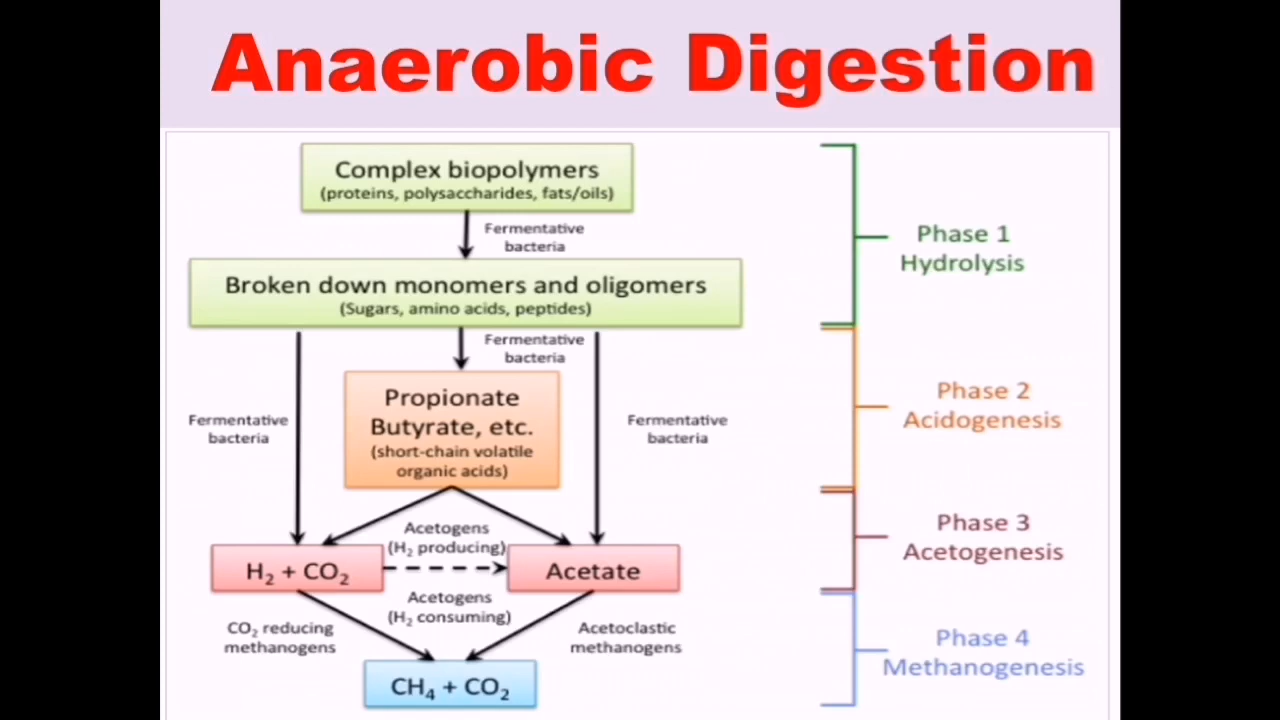 Anaerobic Digestion
Complex biopolymers
(proteins, polysaccharides, fats/oils)
Fermentative
bacteria
Phase 1
Hydrolysis
Broken down monomers and oligomers
(Sugars, amino acids, peptides)
Fermentative
bacteria
Propionate
Butyrate, etc.
(short-chain volatile
organic acids)
Fermentative
bacteria
Fermentative
bacteria
Phase 2
Acidogenesis
Acetogens
(H₂ producing)
H₂ + CO₂
Acetate
Acetogens
(H₂ consuming)
Phase 3
Acetogenesis
CO₂ reducing
methanogens
Acetoclastic
methanogens
CH₄ + CO₂
Phase 4
Methanogenesis